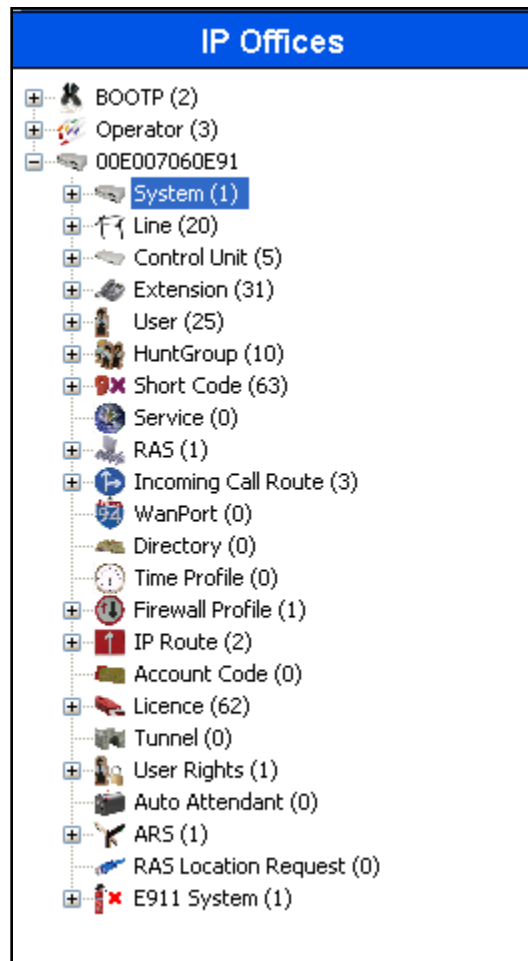 IP Offices
BOOTP (2)
Operator (3)
00E007060E91
System (1)
Line (20)
Control Unit (5)
Extension (31)
User (25)
HuntGroup (10)
Short Code (63)
Service (0)
RAS (1)
Incoming Call Route (3)
WanPort (0)
Directory (0)
Time Profile (0)
Firewall Profile (1)
IP Route (2)
Account Code (0)
Licence (62)
Tunnel (0)
User Rights (1)
Auto Attendant (0)
ARS (1)
RAS Location Request (0)
E911 System (1)